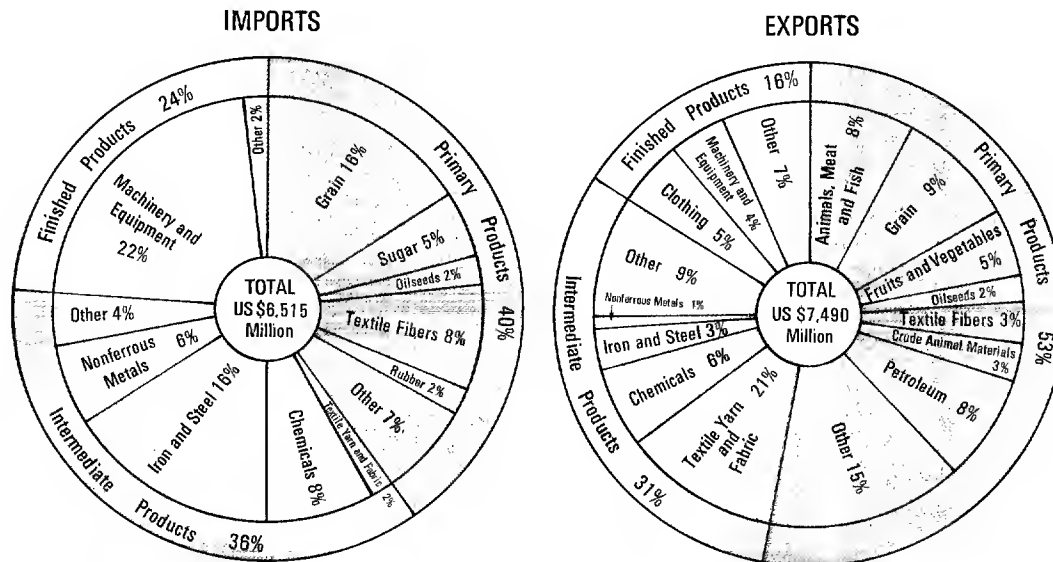 IMPORTS
Finished Products 24%
Primary Products 40%
Intermediate Products 36%
Other 2%
Grain 16%
Sugar 5%
Oilseeds 2%
Textile Fibers 8%
Rubber 2%
Other 7%
Textile Yarn and Fabric 2%
Chemicals 8%
Iron and Steel 16%
Nonferrous
Metals
6%
Other 4%
Machinery and
Equipment
22%
TOTAL
US $6,515
Million
EXPORTS
Finished Products 16%
Primary Products 53%
Intermediate Products 31%
Animals, Meat
and Fish
8%
Grain 9%
Fruits and Vegetables
5%
Oilseeds 2%
Textile Fibers 3%
Crude Animal Materials
3%
Petroleum 8%
Other 15%
Textile Yarn
and
Fabric
21%
Chemicals 6%
Iron and Steel 3%
Nonferrous Metals 1%
Other 9%
Clothing 5%
Machinery and
Equipment
4%
Other 7%
TOTAL
US $7,490
Million